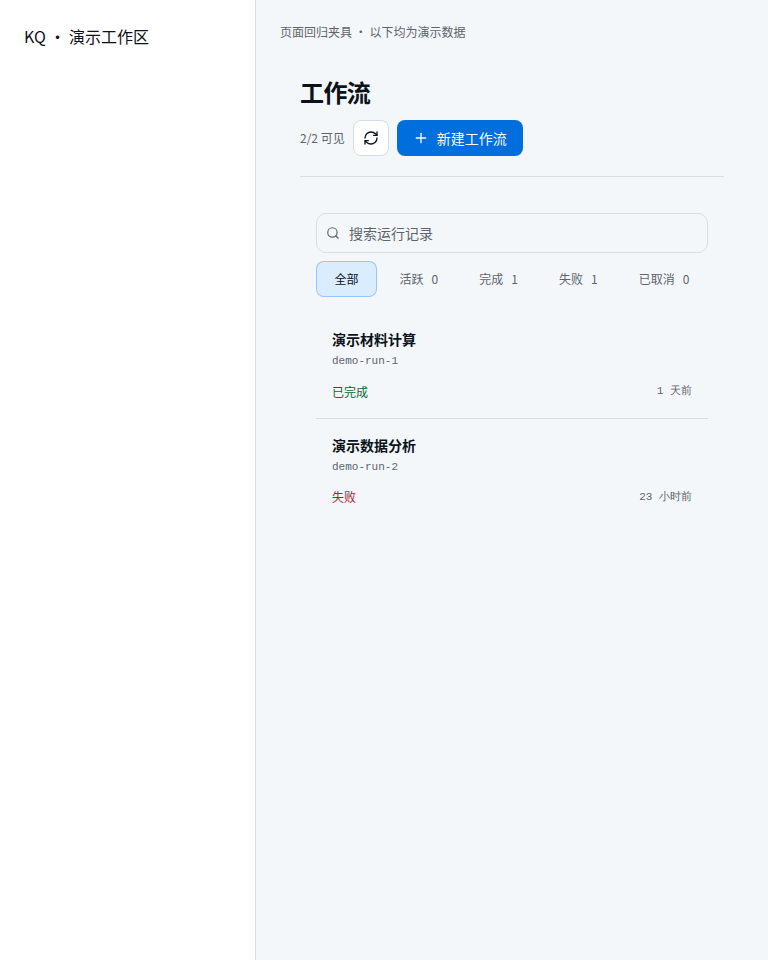 KQ · 演示工作区
页面回归夹具 · 以下均为演示数据
工作流
2/2 可见
新建工作流
搜索运行记录
全部 活跃 0 完成 1 失败 1 已取消 0
演示材料计算
demo-run-1
已完成 1 天前
演示数据分析
demo-run-2
失败 23 小时前